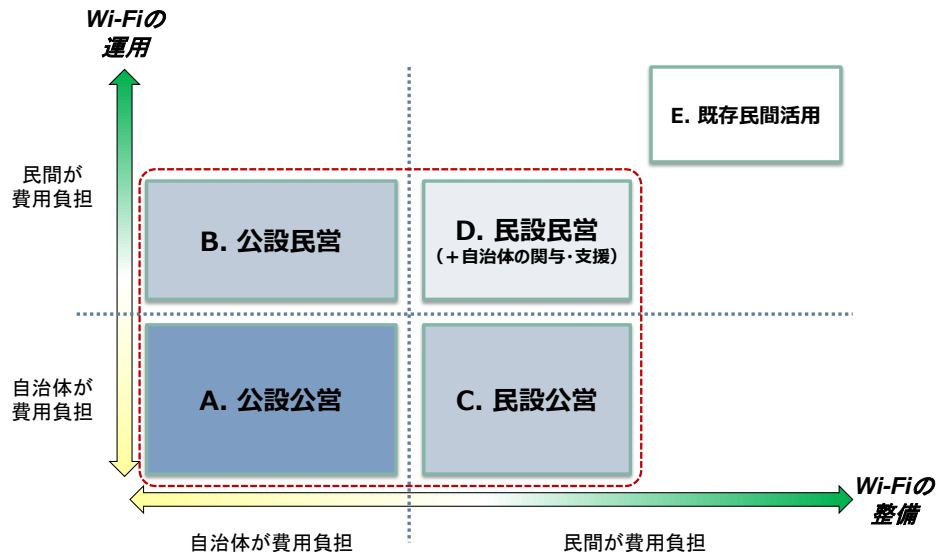 Wi-Fiの
運用
E. 既存民間活用
民間が
費用負担
B. 公設民営
D. 民設民営
（＋自治体の関与・支援）
自治体が
費用負担
A. 公設公営
C. 民設公営
Wi-Fiの
整備
自治体が費用負担
民間が費用負担